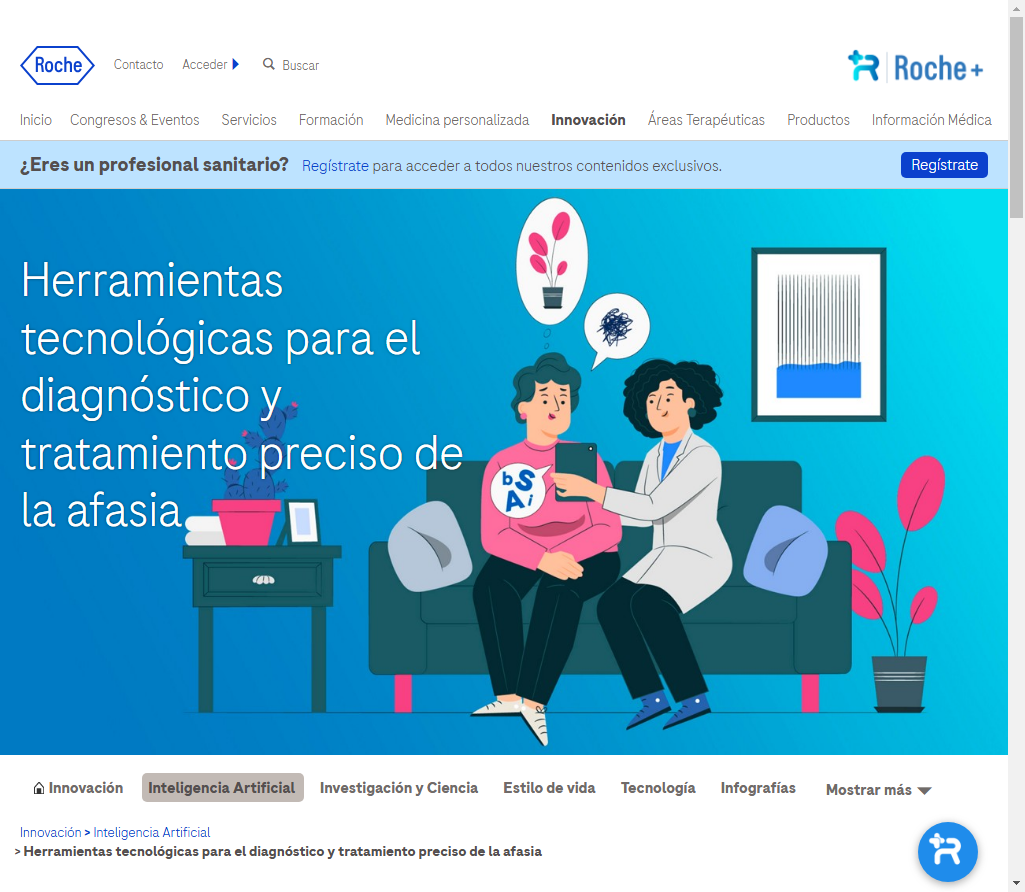 Roche
Contacto
Acceder
Buscar
Roche+
Inicio
Congresos & Eventos
Servicios
Formación
Medicina personalizada
Innovación
Áreas Terapéuticas
Productos
Información Médica
¿Eres un profesional sanitario?
Regístrate para acceder a todos nuestros contenidos exclusivos.
Regístrate
Herramientas
tecnológicas para el
diagnóstico y
tratamiento preciso de
la afasia
b S
A i
Innovación
Inteligencia Artificial
Investigación y Ciencia
Estilo de vida
Tecnología
Infografías
Mostrar más
Innovación > Inteligencia Artificial
> Herramientas tecnológicas para el diagnóstico y tratamiento preciso de la afasia